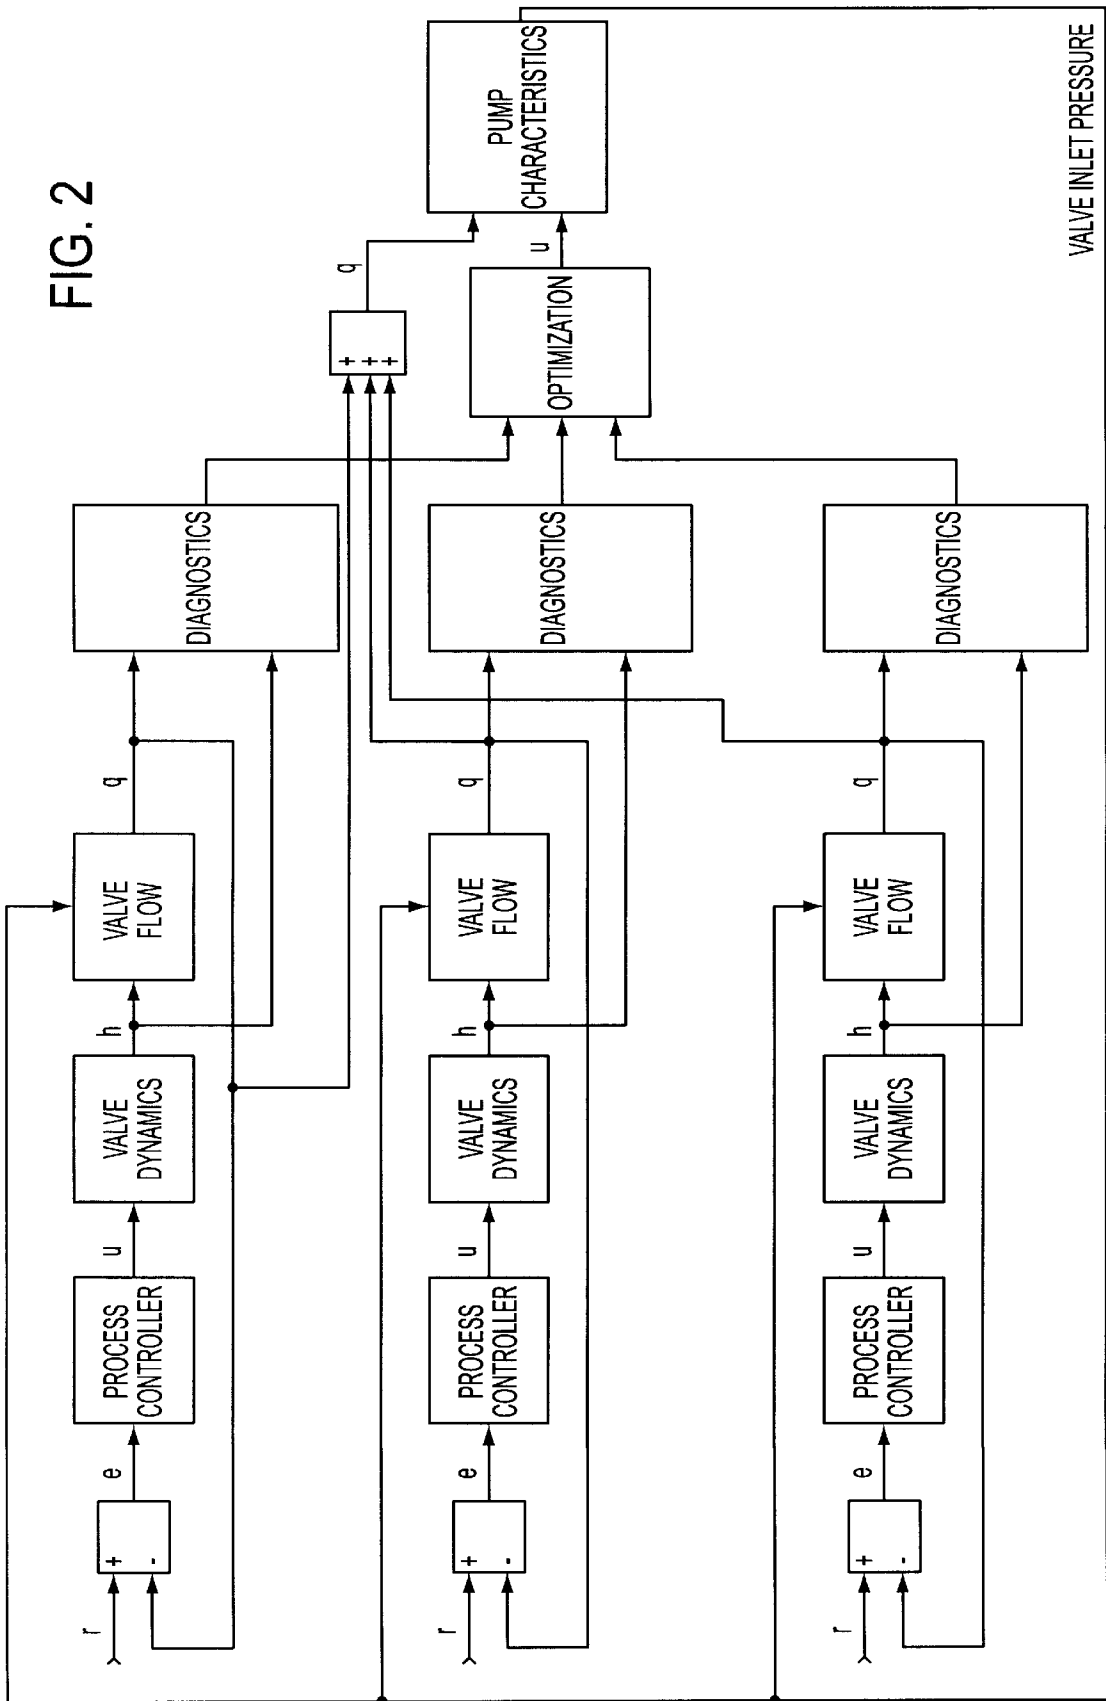 FIG. 2
r
+
-
e
PROCESS
CONTROLLER
u
VALVE
DYNAMICS
h
VALVE
FLOW
q
DIAGNOSTICS
r
+
-
e
PROCESS
CONTROLLER
u
VALVE
DYNAMICS
h
VALVE
FLOW
q
DIAGNOSTICS
r
+
-
e
PROCESS
CONTROLLER
u
VALVE
DYNAMICS
h
VALVE
FLOW
q
DIAGNOSTICS
+
+
+
q
OPTIMIZATION
u
PUMP
CHARACTERISTICS
VALVE INLET PRESSURE